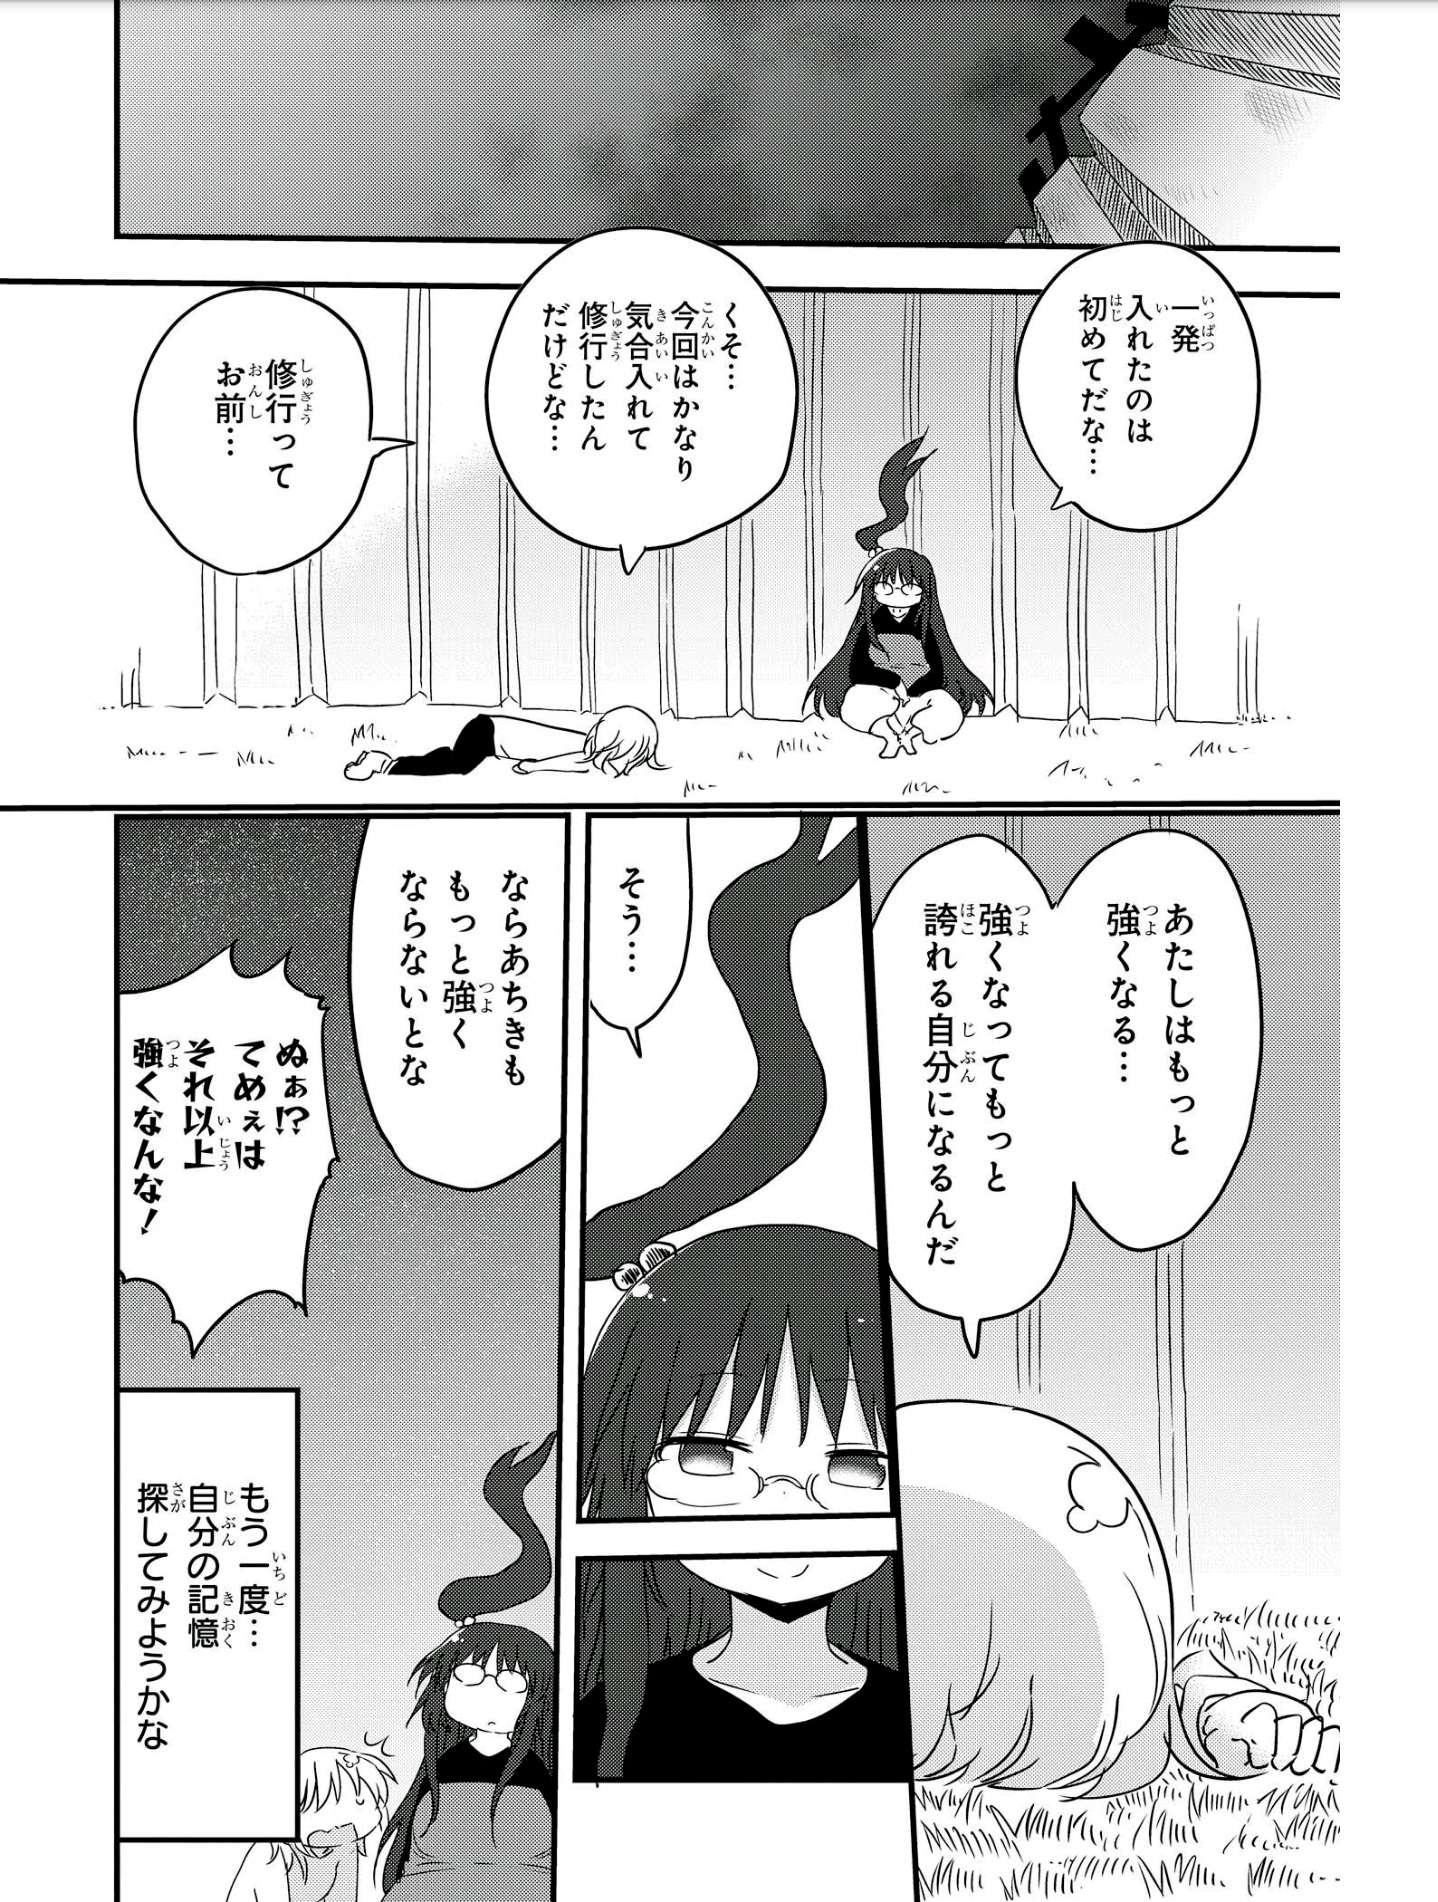 一発
入れたのは
初めてだな…
くそ…
今回はかなり
気合入れて
修行したん
だけどな…
修行って
お前…
あたしはもっと
強くなる…
強くなってもっと
誇れる自分になるんだ
そう…
ならあちきも
もっと強く
ならないとな
ぬぁ!?
てめぇは
それ以上
強くなんな!
もう一度…
自分の記憶
探してみようかな